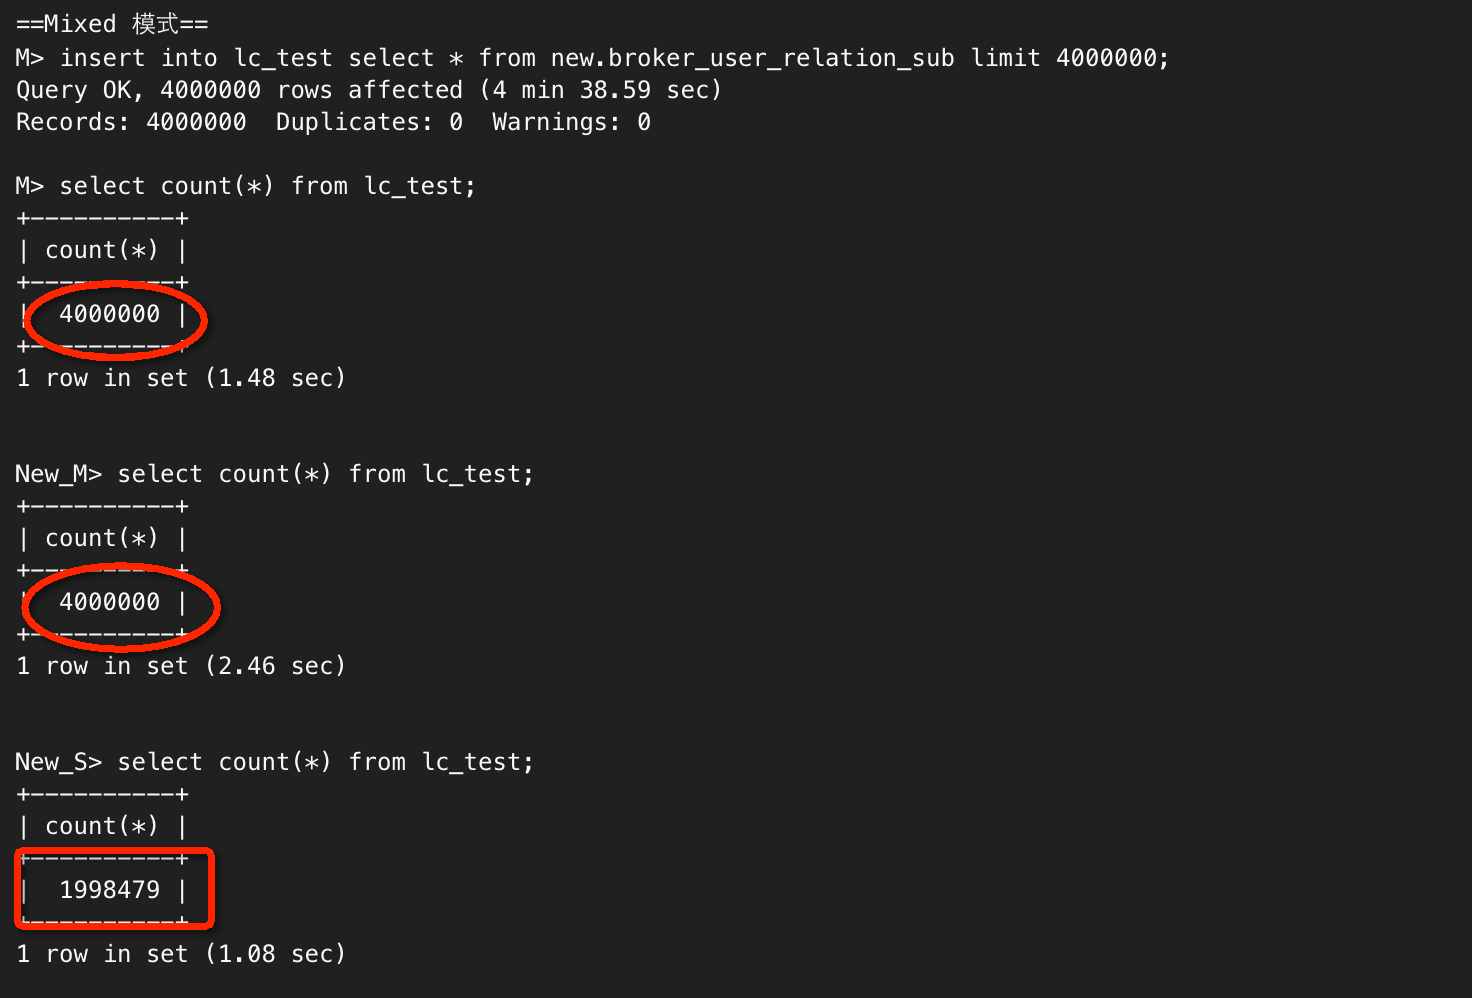 ==Mixed 模式==
M> insert into lc_test select * from new.broker_user_relation_sub limit 4000000;
Query OK, 4000000 rows affected (4 min 38.59 sec)
Records: 4000000  Duplicates: 0  Warnings: 0
M> select count(*) from lc_test;
+----------+
| count(*) |
+----------+
|  4000000 |
+----------+
1 row in set (1.48 sec)
New_M> select count(*) from lc_test;
+----------+
| count(*) |
+----------+
|  4000000 |
+----------+
1 row in set (2.46 sec)
New_S> select count(*) from lc_test;
+----------+
| count(*) |
+----------+
|  1998479 |
+----------+
1 row in set (1.08 sec)